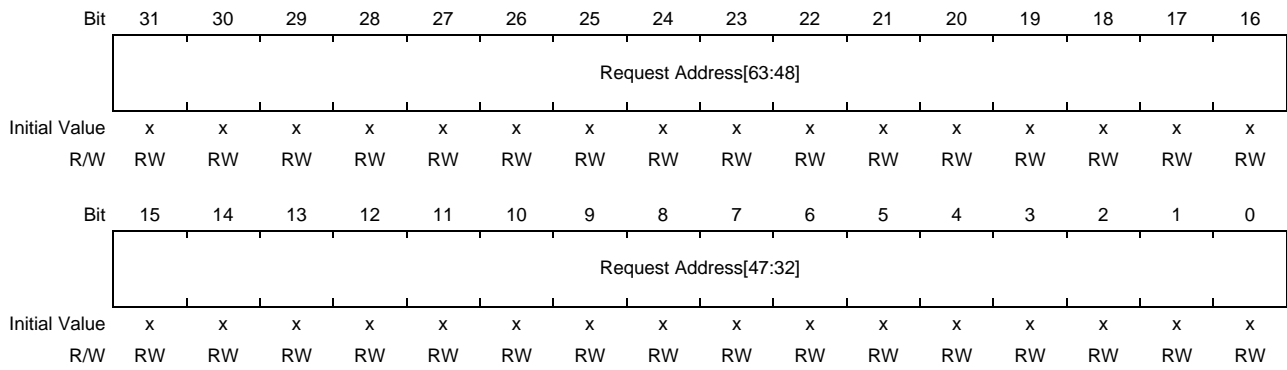 Bit 31 30 29 28 27 26 25 24 23 22 21 20 19 18 17 16
Request Address[63:48]
Initial Value x x x x x x x x x x x x x x x x
R/W RW RW RW RW RW RW RW RW RW RW RW RW RW RW RW RW
Bit 15 14 13 12 11 10 9 8 7 6 5 4 3 2 1 0
Request Address[47:32]
Initial Value x x x x x x x x x x x x x x x x
R/W RW RW RW RW RW RW RW RW RW RW RW RW RW RW RW RW